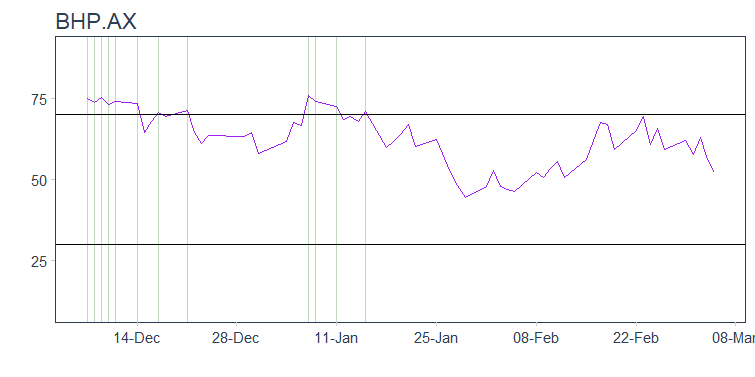 BHP.AX
75
50
25
14-Dec
28-Dec
11-Jan
25-Jan
08-Feb
22-Feb
08-Mar